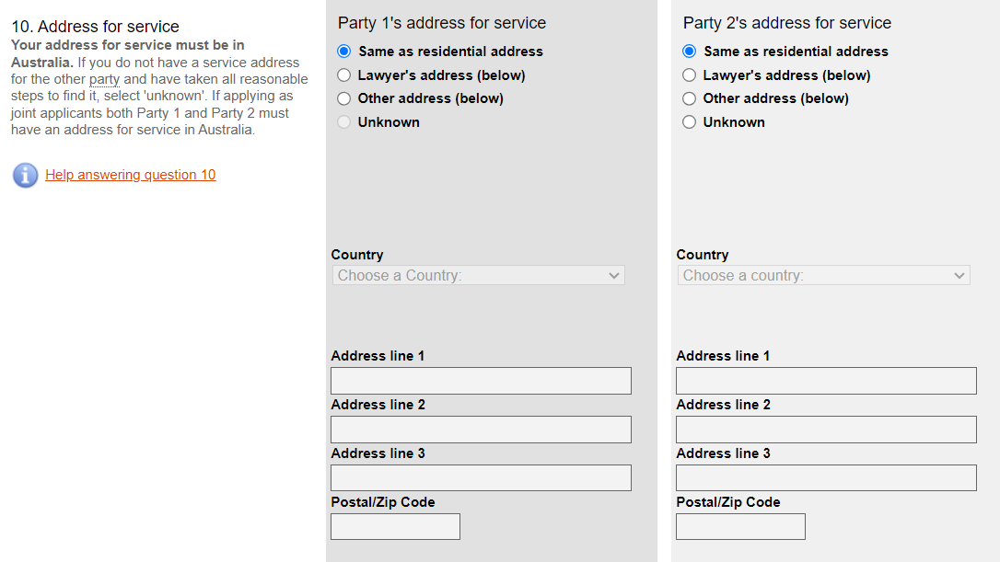 10. Address for service
Your address for service must be in
Australia. If you do not have a service address
for the other party and have taken all reasonable
steps to find it, select 'unknown'. If applying as
joint applicants both Party 1 and Party 2 must
have an address for service in Australia.
Help answering question 10
Party 1's address for service
Same as residential address
Lawyer's address (below)
Other address (below)
Unknown
Country
Choose a Country:
Address line 1
Address line 2
Address line 3
Postal/Zip Code
Party 2's address for service
Same as residential address
Lawyer's address (below)
Other address (below)
Unknown
Country
Choose a country:
Address line 1
Address line 2
Address line 3
Postal/Zip Code